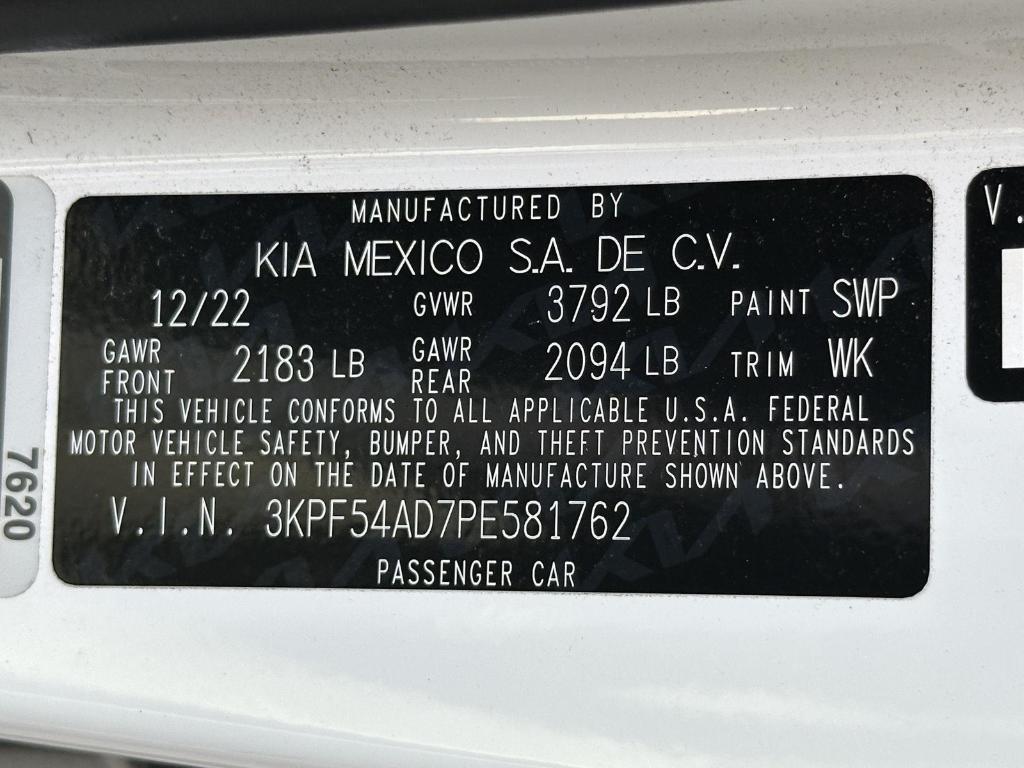 MANUFACTURED BY
KIA MEXICO S.A. DE C.V.
12/22 GVWR 3792 LB PAINT SWP
GAWR FRONT 2183 LB GAWR REAR 2094 LB TRIM WK
THIS VEHICLE CONFORMS TO ALL APPLICABLE U.S.A. FEDERAL
MOTOR VEHICLE SAFETY, BUMPER, AND THEFT PREVENTION STANDARDS
IN EFFECT ON THE DATE OF MANUFACTURE SHOWN ABOVE.
V.I.N. 3KPF54AD7PE581762
PASSENGER CAR
7620
V.